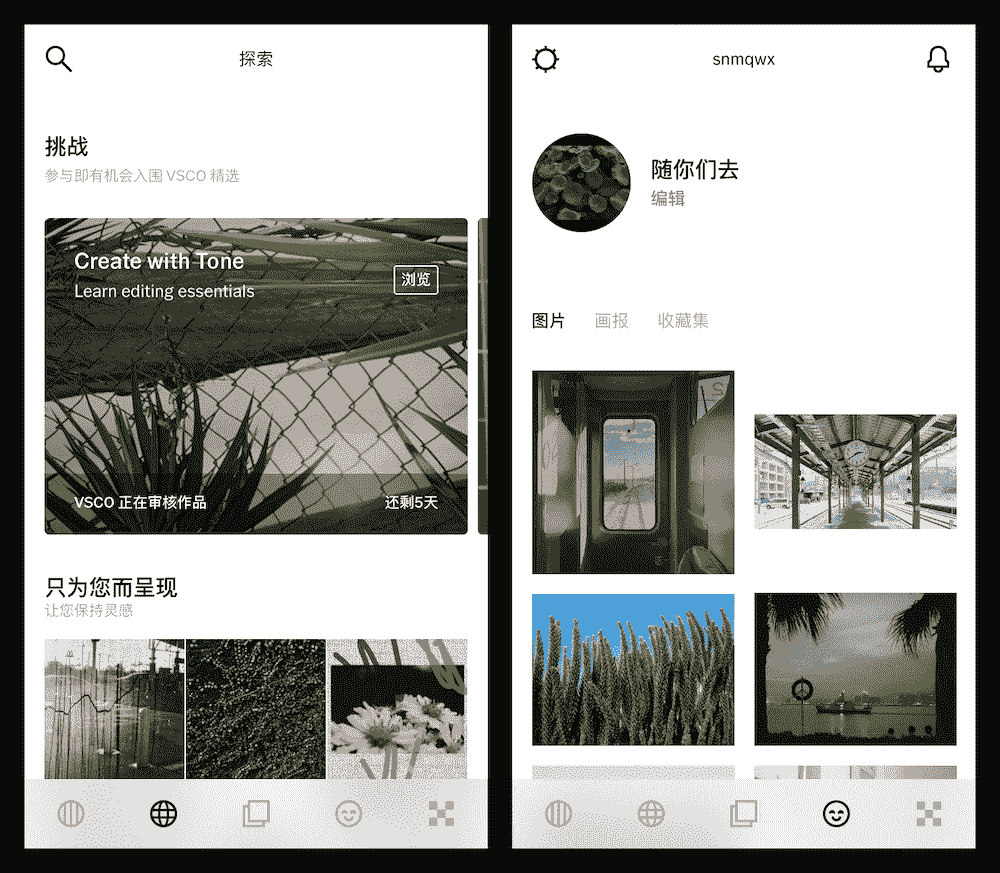 探索
挑战
参与即有机会入围 VSCO 精选
Create with Tone
Learn editing essentials
浏览
VSCO 正在审核作品
还剩5天
只为您而呈现
让您保持灵感
snmqwx
随你们去
编辑
图片 画报 收藏集
S